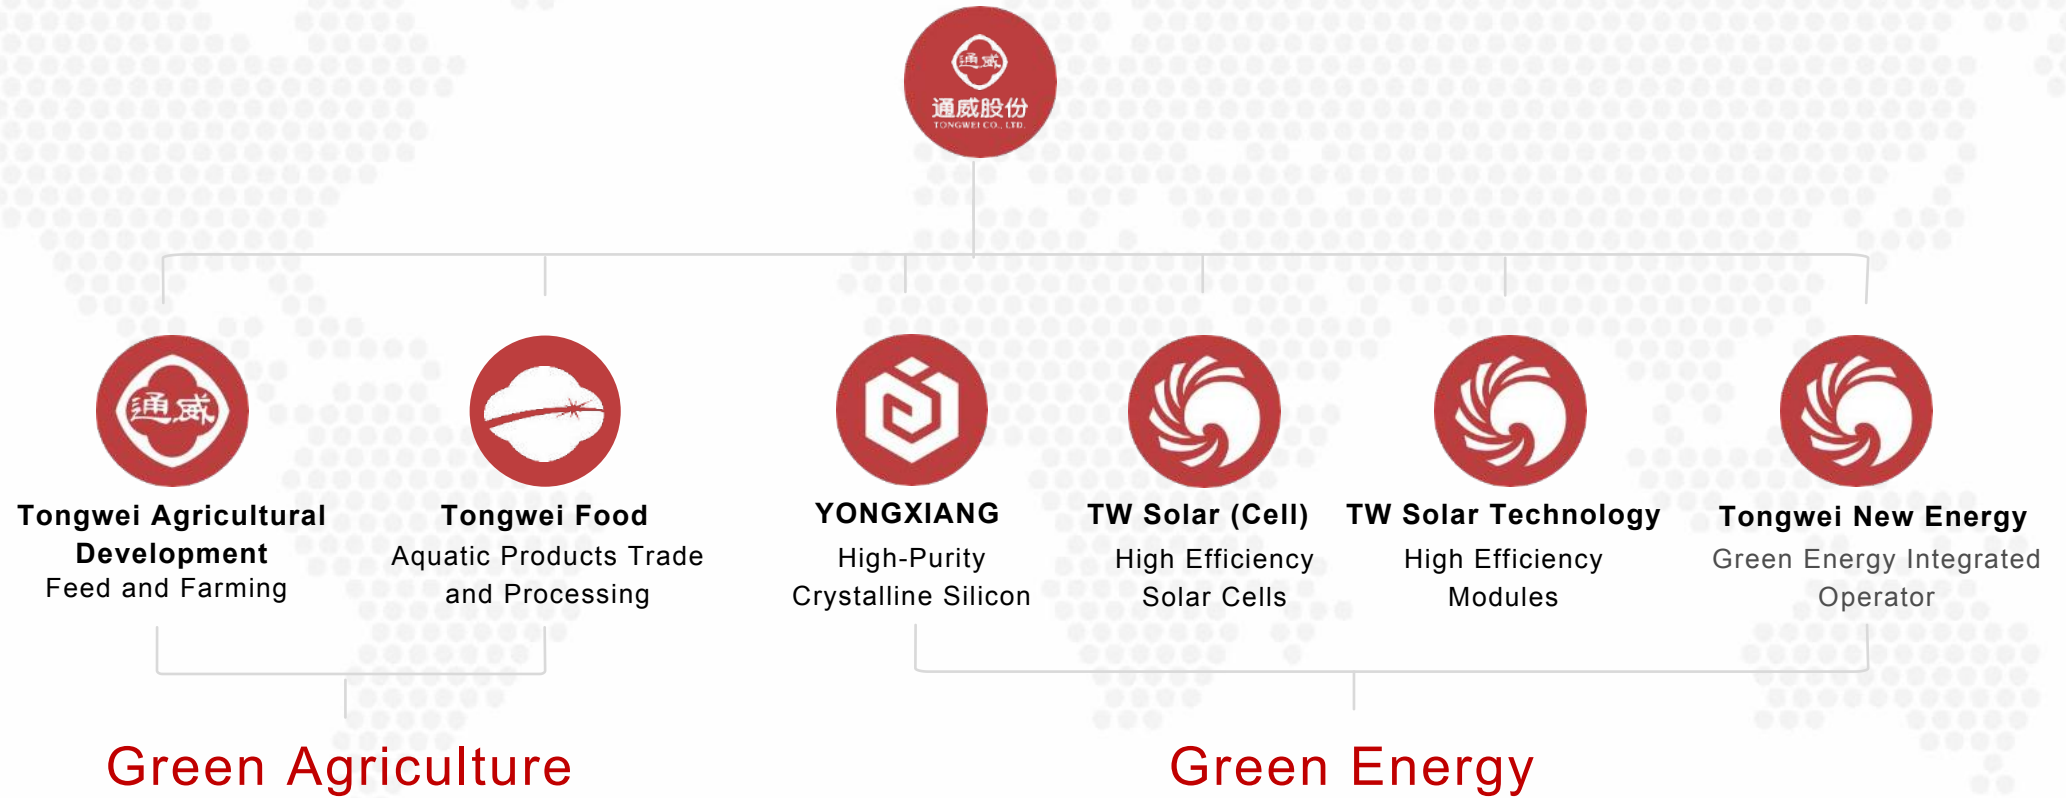 通威
通威股份
TONGWEI CO., LTD.
通威
Tongwei Agricultural
Development
Feed and Farming
Tongwei Food
Aquatic Products Trade
and Processing
YONGXIANG
High-Purity
Crystalline Silicon
TW Solar (Cell)
High Efficiency
Solar Cells
TW Solar Technology
High Efficiency
Modules
Tongwei New Energy
Green Energy Integrated
Operator
Green Agriculture
Green Energy